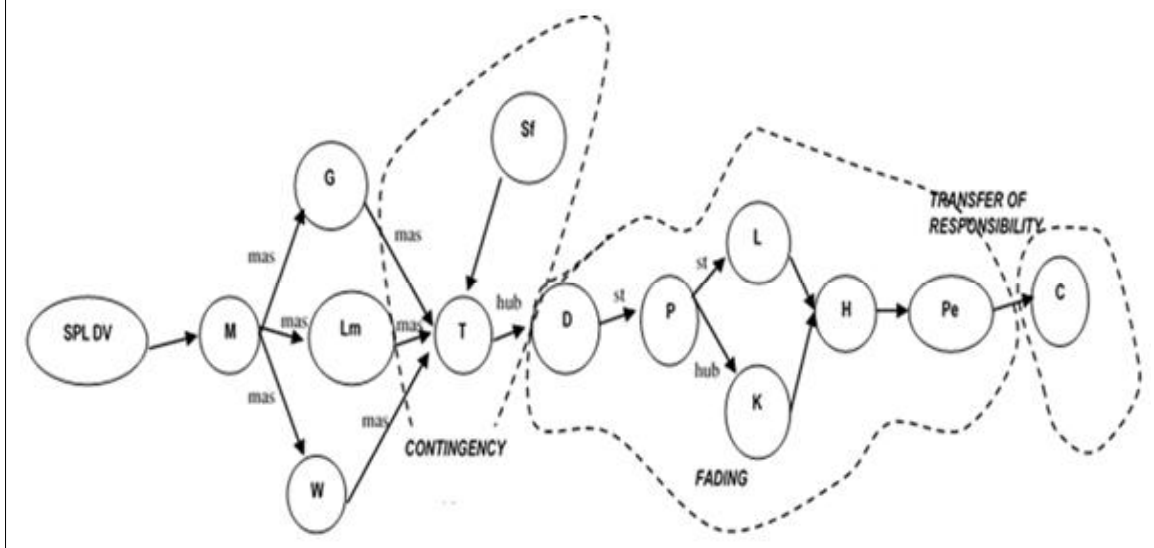 Sf
G
mas
mas
TRANSFER OF
RESPONSIBILITY
L
st
C
SPL DV
M
mas
Lm
mas
T
hub
D
st
P
H
Pe
hub
K
mas
mas
W
CONTINGENCY
FADING